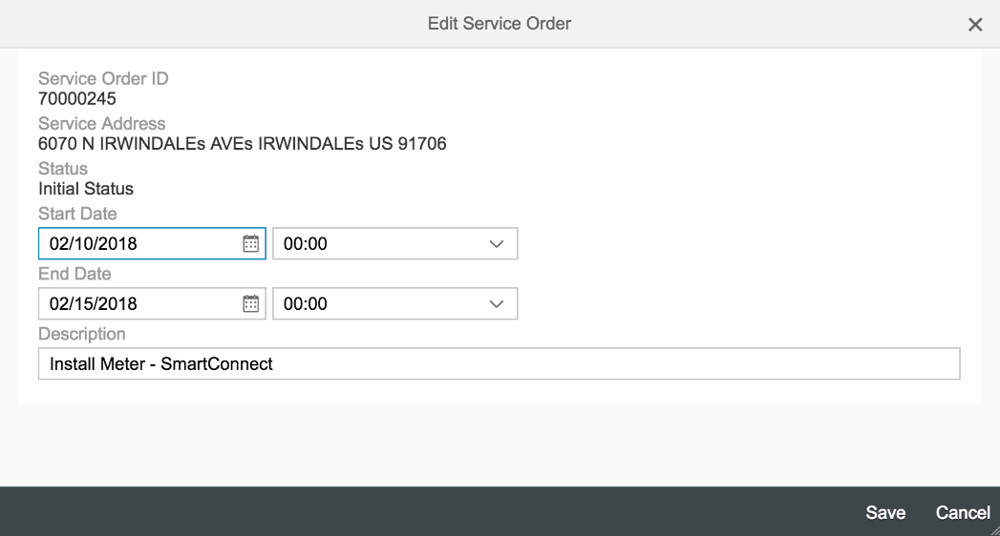 Edit Service Order
Service Order ID
70000245
Service Address
6070 N IRWINDALEs AVEs IRWINDALEs US 91706
Status
Initial Status
Start Date
02/10/2018 00:00
End Date
02/15/2018 00:00
Description
Install Meter - SmartConnect
Save Cancel